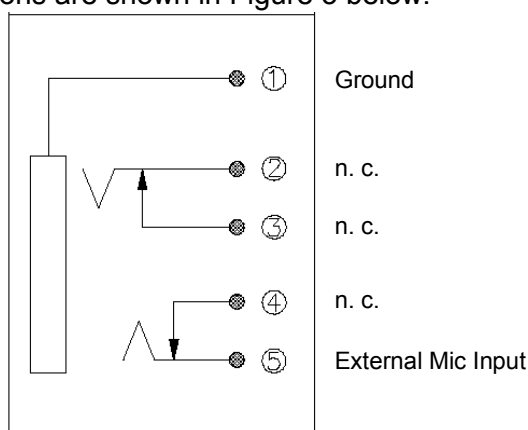 ons are shown in Figure 3 below.
① Ground
② n. c.
③ n. c.
④ n. c.
⑤ External Mic Input